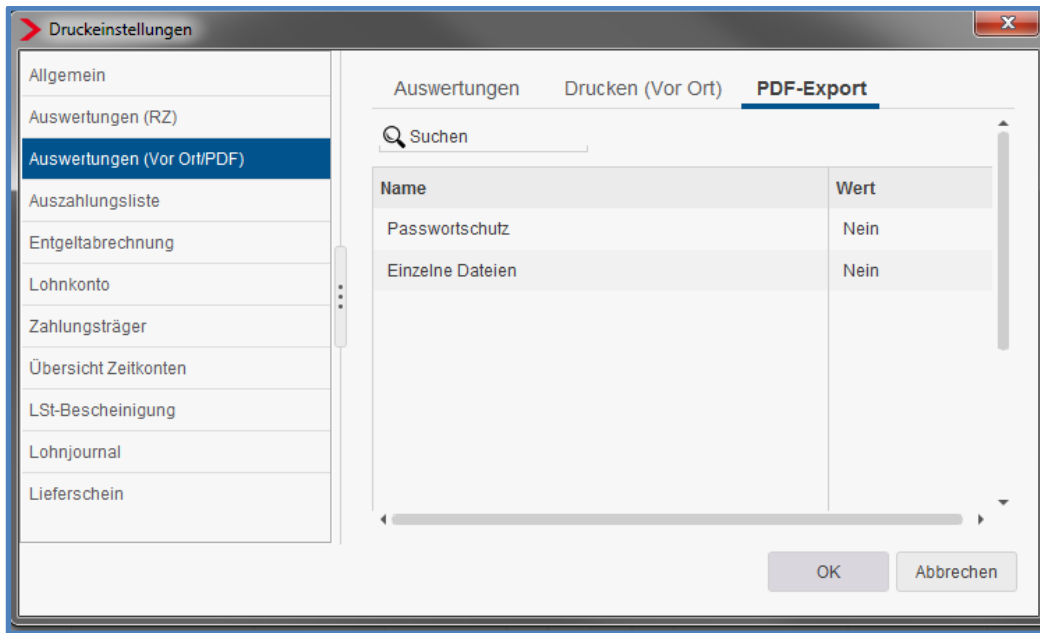 Druckeinstellungen
x
Allgemein
Auswertungen (RZ)
Auswertungen (Vor Ort/PDF)
Auszahlungsliste
Entgeltabrechnung
Lohnkonto
Zahlungsträger
Übersicht Zeitkonten
LSt-Bescheinigung
Lohnjournal
Lieferschein
Auswertungen Drucken (Vor Ort) PDF-Export
Suchen
Name Wert
Passwortschutz Nein
Einzelne Dateien Nein
OK Abbrechen